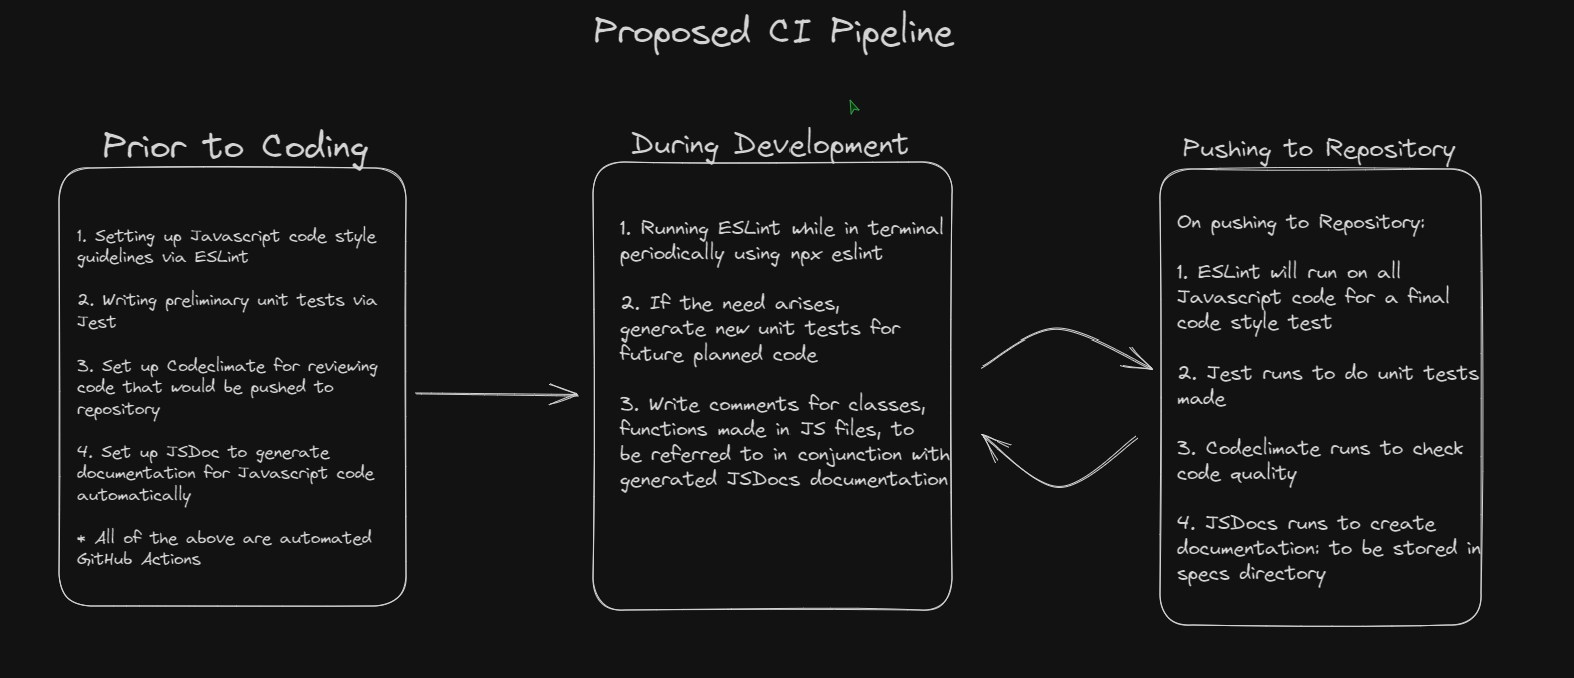 Proposed CI Pipeline
Prior to Coding
1. Setting up Javascript code style
guidelines via ESLint
2. Writing preliminary unit tests via
Jest
3. Set up Codeclimate for reviewing
code that would be pushed to
repository
4. Set up JSDoc to generate
documentation for Javascript code
automatically
* All of the above are automated
GitHub Actions
During Development
1. Running ESLint while in terminal
periodically using npx eslint
2. If the need arises,
generate new unit tests for
future planned code
3. Write comments for classes,
functions made in JS files, to
be referred to in conjunction with
generated JSDocs documentation
Pushing to Repository
On pushing to Repository:
1. ESLint will run on all
Javascript code for a final
code style test
2. Jest runs to do unit tests
made
3. Codeclimate runs to check
code quality
4. JSDocs runs to create
documentation: to be stored in
specs directory